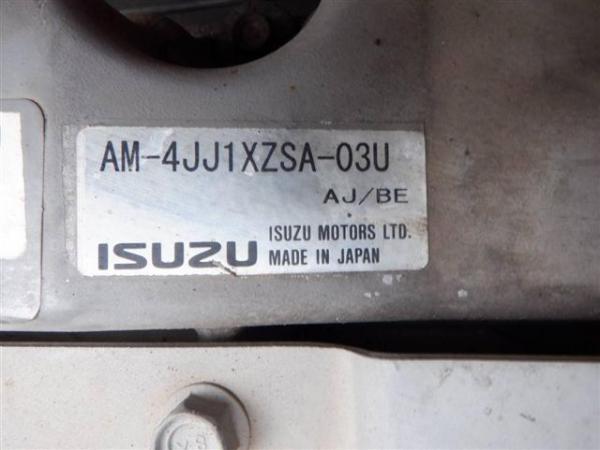 AM-4JJ1XZSA-03U
AJ/BE
ISUZU
ISUZU MOTORS LTD.
MADE IN JAPAN